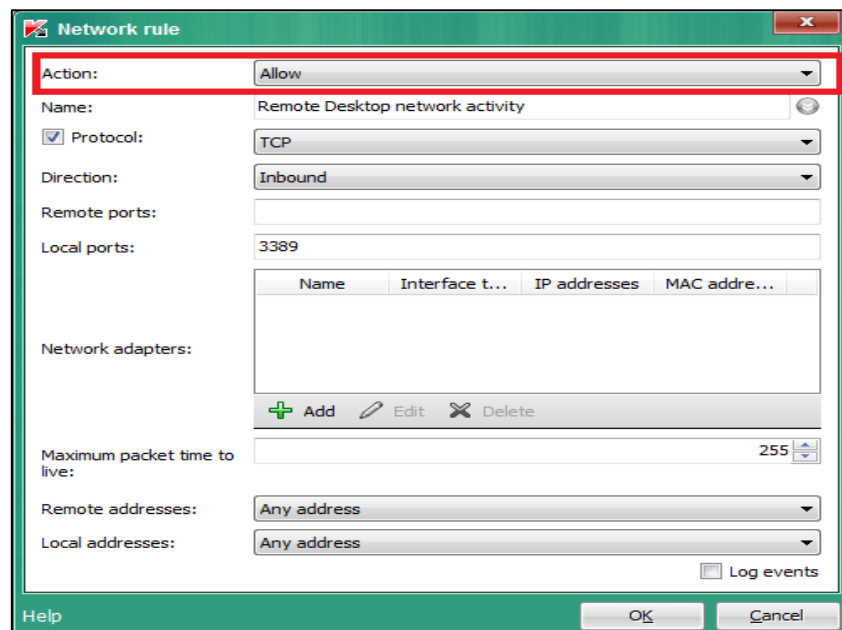 Network rule
Action: Allow
Name: Remote Desktop network activity
Protocol: TCP
Direction: Inbound
Remote ports:
Local ports: 3389
Name Interface t... IP addresses MAC addre...
Network adapters:
Add Edit Delete
Maximum packet time to live: 255
Remote addresses: Any address
Local addresses: Any address
Log events
Help OK Cancel